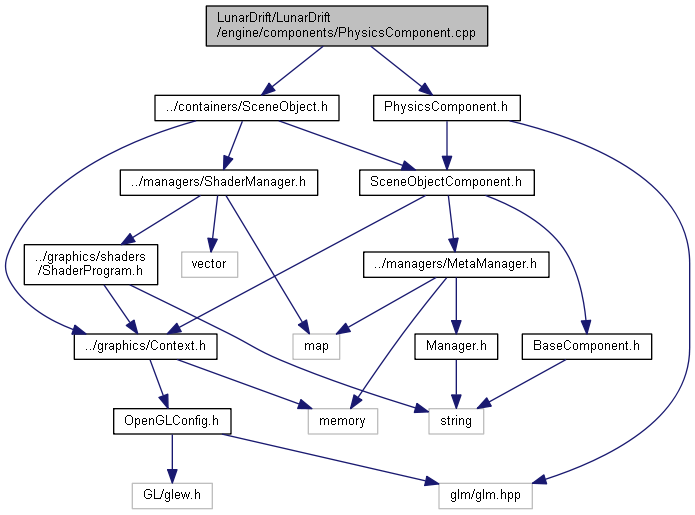 LunarDrift/LunarDrift
/engine/components/PhysicsComponent.cpp
../containers/SceneObject.h
PhysicsComponent.h
../managers/ShaderManager.h
SceneObjectComponent.h
../graphics/shaders
/ShaderProgram.h
vector
../managers/MetaManager.h
../graphics/Context.h
map
Manager.h
BaseComponent.h
OpenGLConfig.h
memory
string
GL/glew.h
glm/glm.hpp